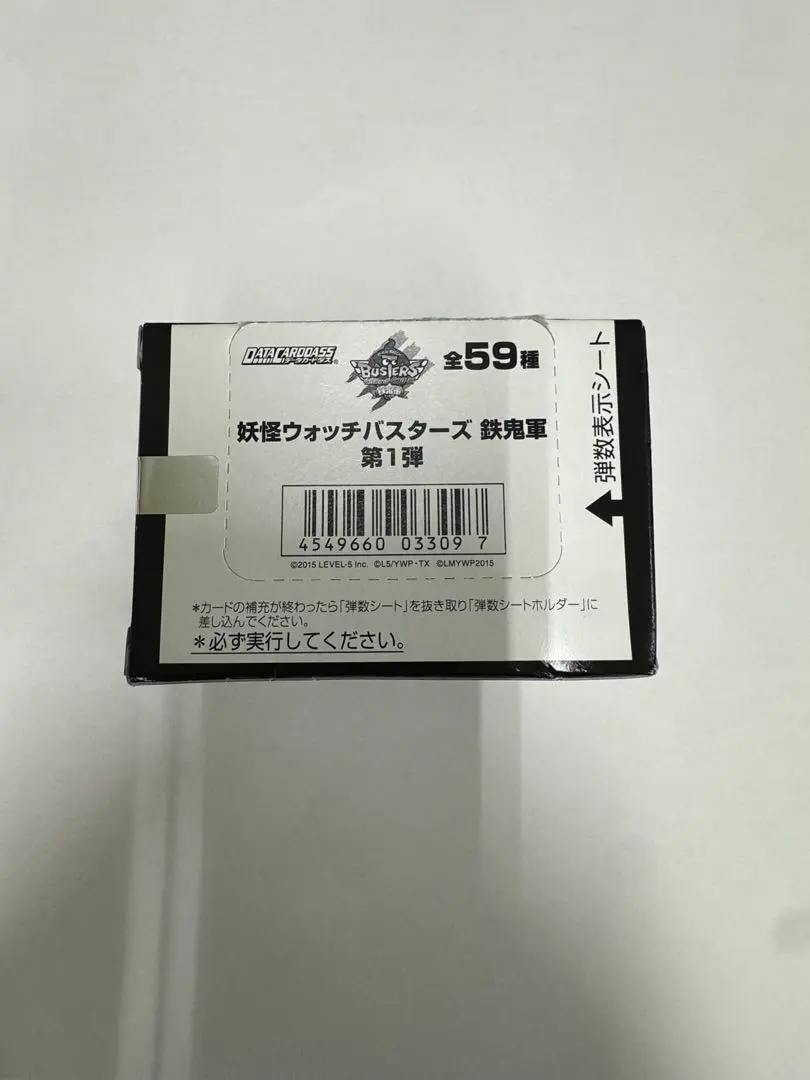 DATA CARDDASS
データカードダス
BUSTERS
全59種
妖怪ウォッチバスターズ 鉄鬼軍
第1弾
4549660 03309 7
©2015 LEVEL-5 Inc. ©L5/YWP・TX ©LMYWP2015
*カードの補充が終わったら「弾数シート」を抜き取り「弾数シートホルダー」に
差し込んでください。
*必ず実行してください。
弾数表示シート